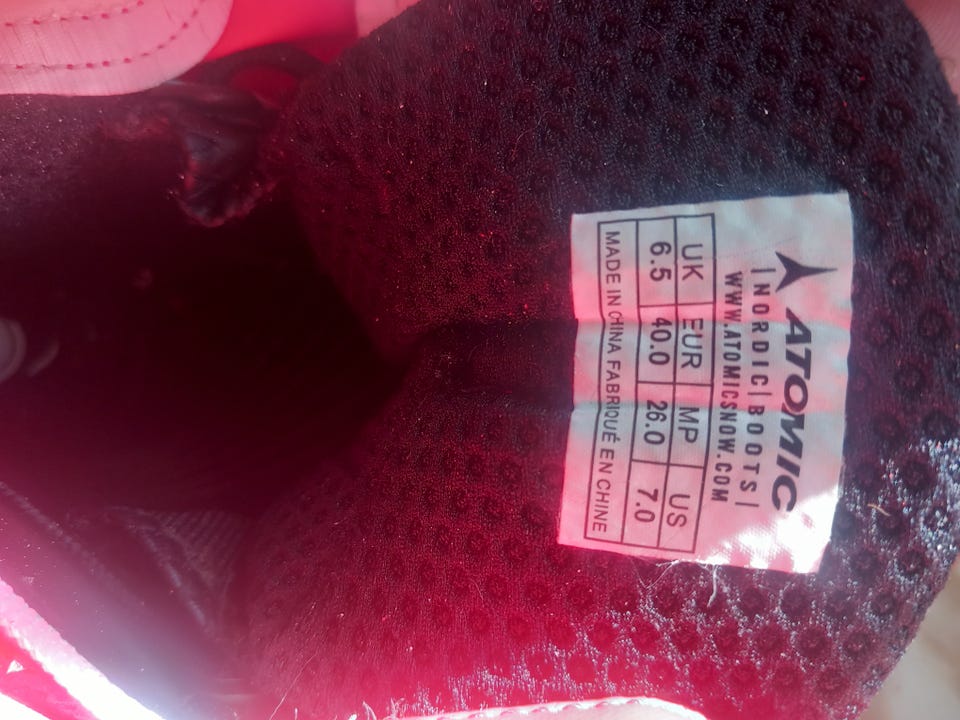 ATOMIC
|NORDIC|BOOTS|
WWW.ATOMICSNOW.COM
UK EUR MP US
6.5 40.0 26.0 7.0
MADE IN CHINA FABRIQUÉ EN CHINE